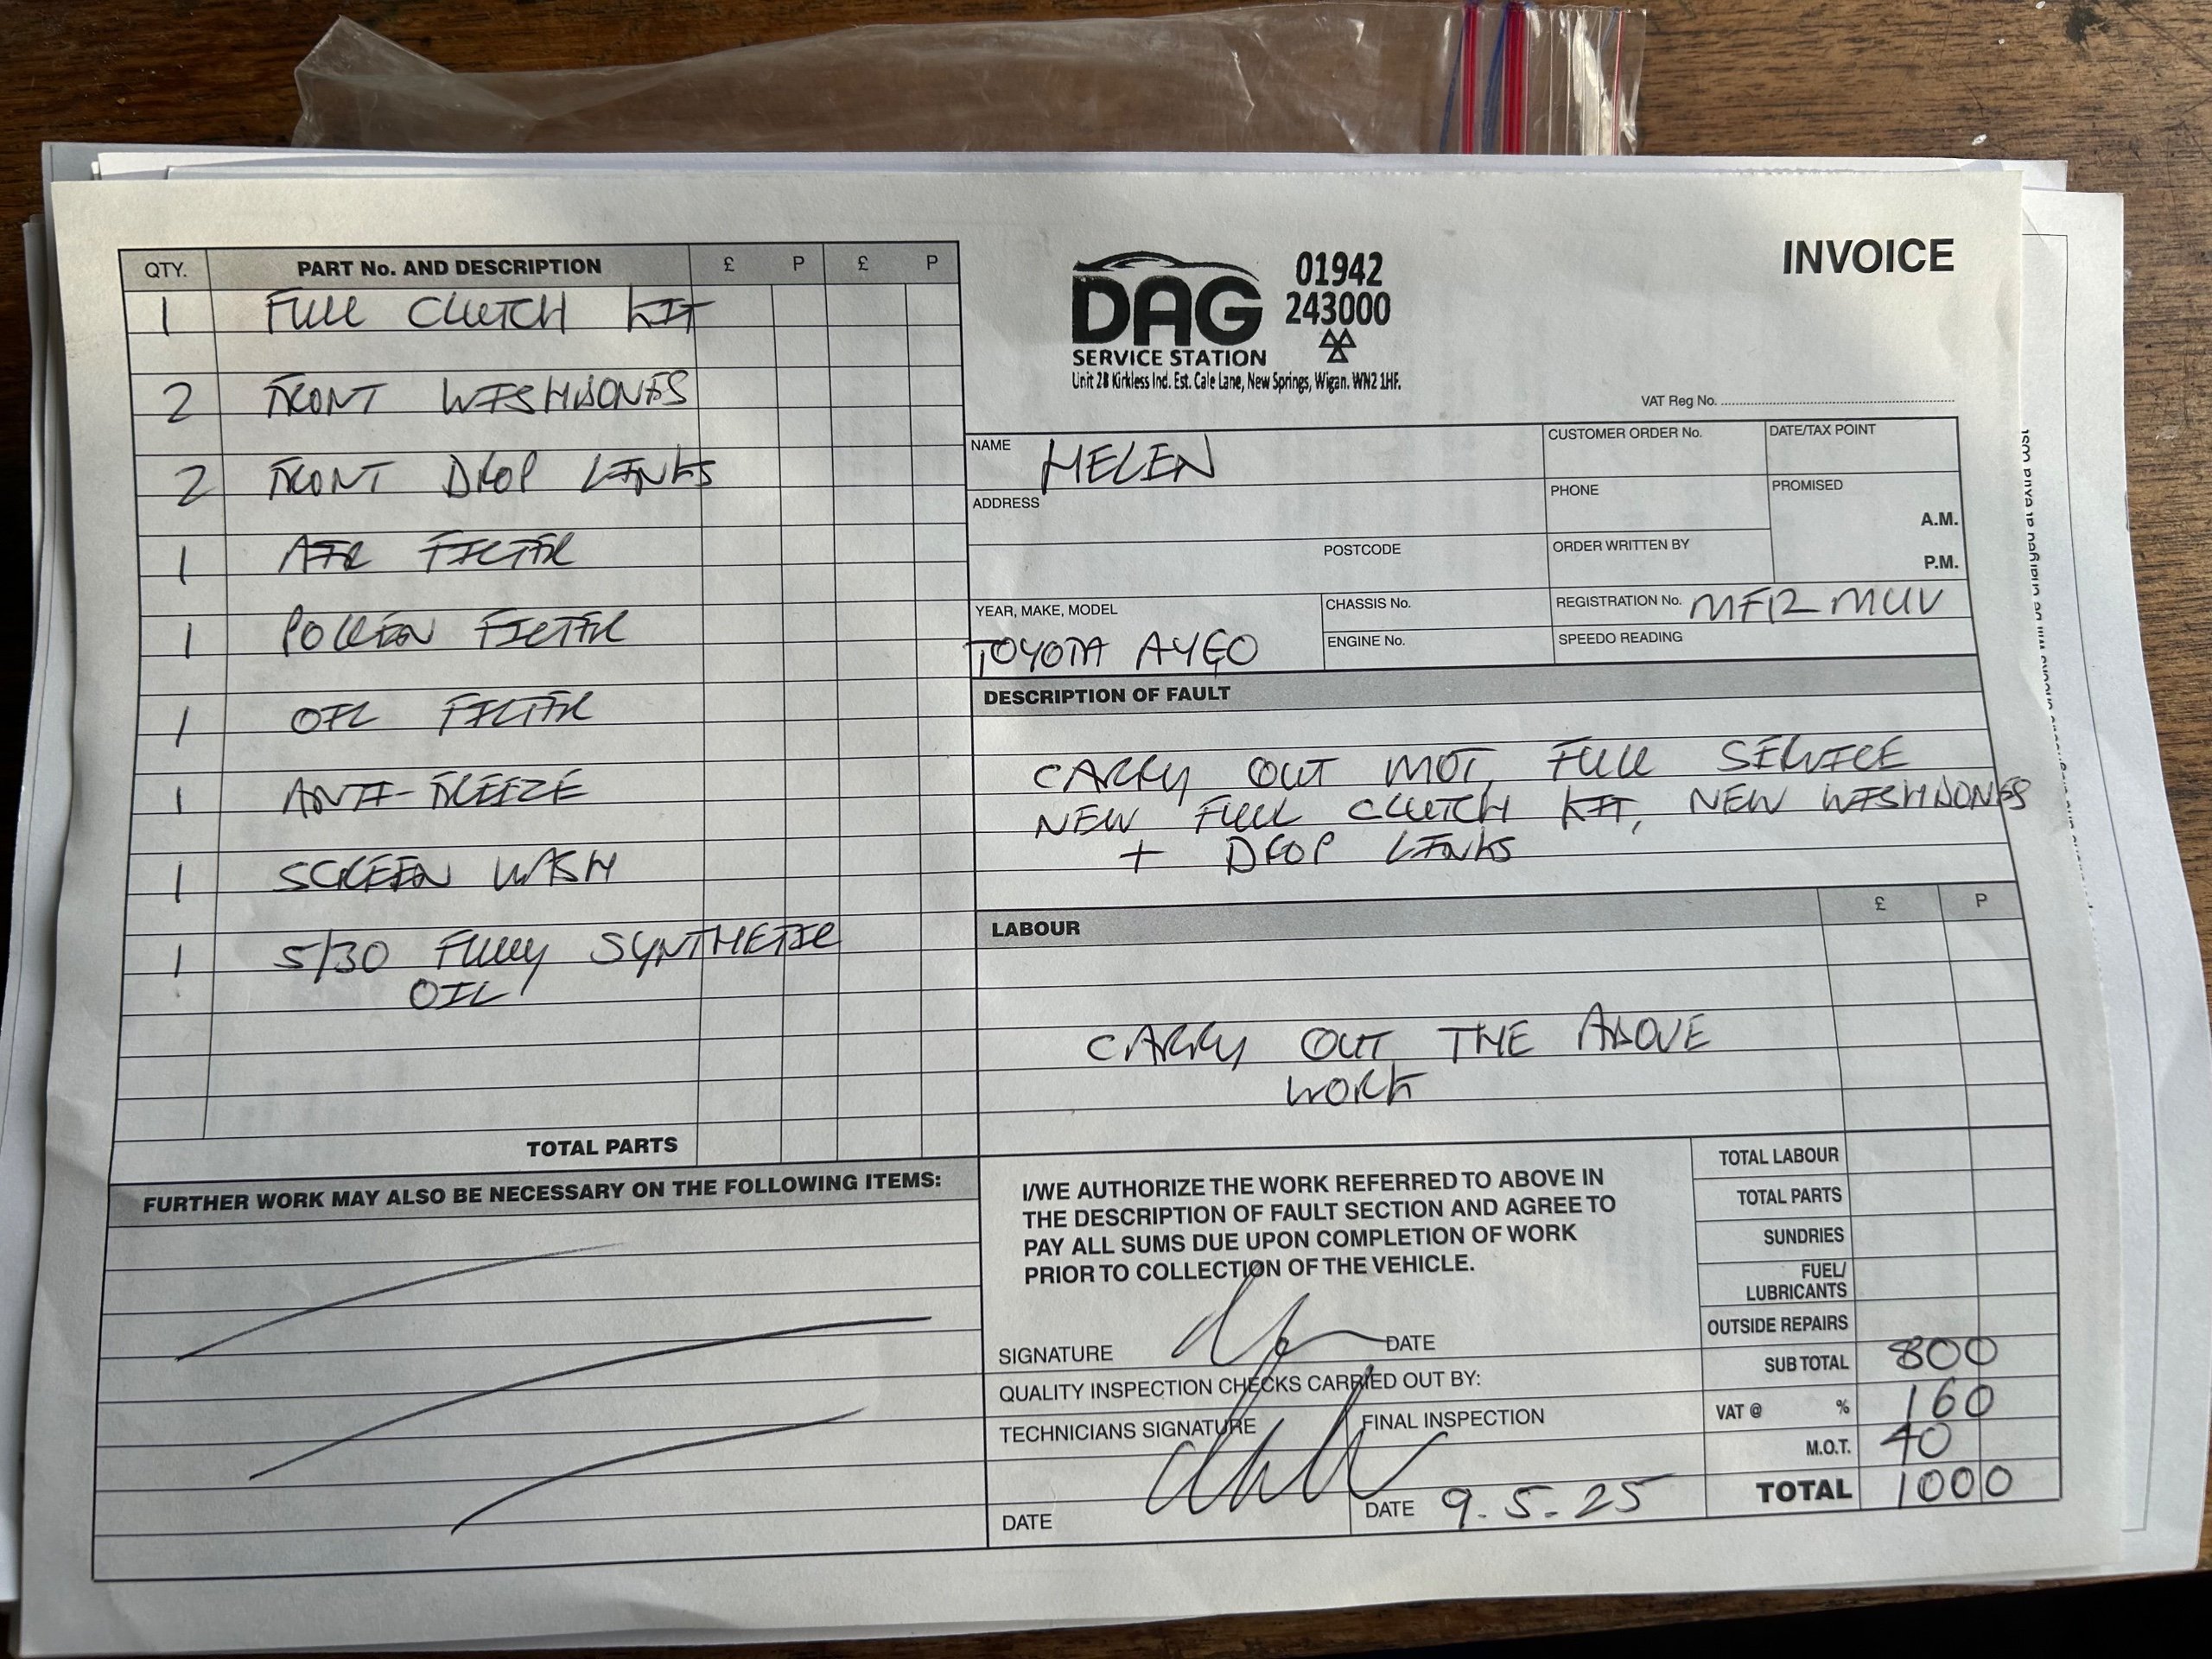 INVOICE
DAG
SERVICE STATION
01942
243000
Unit 2B Kirkless Ind. Est. Cale Lane, New Springs, Wigan. WN2 1HF.
VAT Reg No.
QTY. PART No. AND DESCRIPTION £ P £ P
1 FULL CLUTCH KIT
2 FRONT WISHBONES
2 FRONT DROP LINKS
1 AIR FILTER
1 POLLEN FILTER
1 OIL FILTER
1 ANTI-FREEZE
1 SCREEN WASH
1 5/30 FULLY SYNTHETIC
OIL
TOTAL PARTS
FURTHER WORK MAY ALSO BE NECESSARY ON THE FOLLOWING ITEMS:
NAME HELEN
CUSTOMER ORDER No.
DATE/TAX POINT
ADDRESS
PHONE
PROMISED
A.M.
POSTCODE
ORDER WRITTEN BY
P.M.
YEAR, MAKE, MODEL
TOYOTA AYGO
CHASSIS No.
ENGINE No.
REGISTRATION No. MF12 MUV
SPEEDO READING
DESCRIPTION OF FAULT
CARRY OUT MOT, FULL SERVICE
NEW FULL CLUTCH KIT, NEW WISHBONES
+ DROP LINKS
LABOUR £ P
CARRY OUT THE ABOVE
WORK
I/WE AUTHORIZE THE WORK REFERRED TO ABOVE IN
THE DESCRIPTION OF FAULT SECTION AND AGREE TO
PAY ALL SUMS DUE UPON COMPLETION OF WORK
PRIOR TO COLLECTION OF THE VEHICLE.
SIGNATURE DATE
QUALITY INSPECTION CHECKS CARRIED OUT BY:
TECHNICIANS SIGNATURE FINAL INSPECTION
DATE DATE 9.5.25
TOTAL LABOUR
TOTAL PARTS
SUNDRIES
FUEL/
LUBRICANTS
OUTSIDE REPAIRS
SUB TOTAL 800
VAT @ % 160
M.O.T. 40
TOTAL 1000
will be charged at extra cost